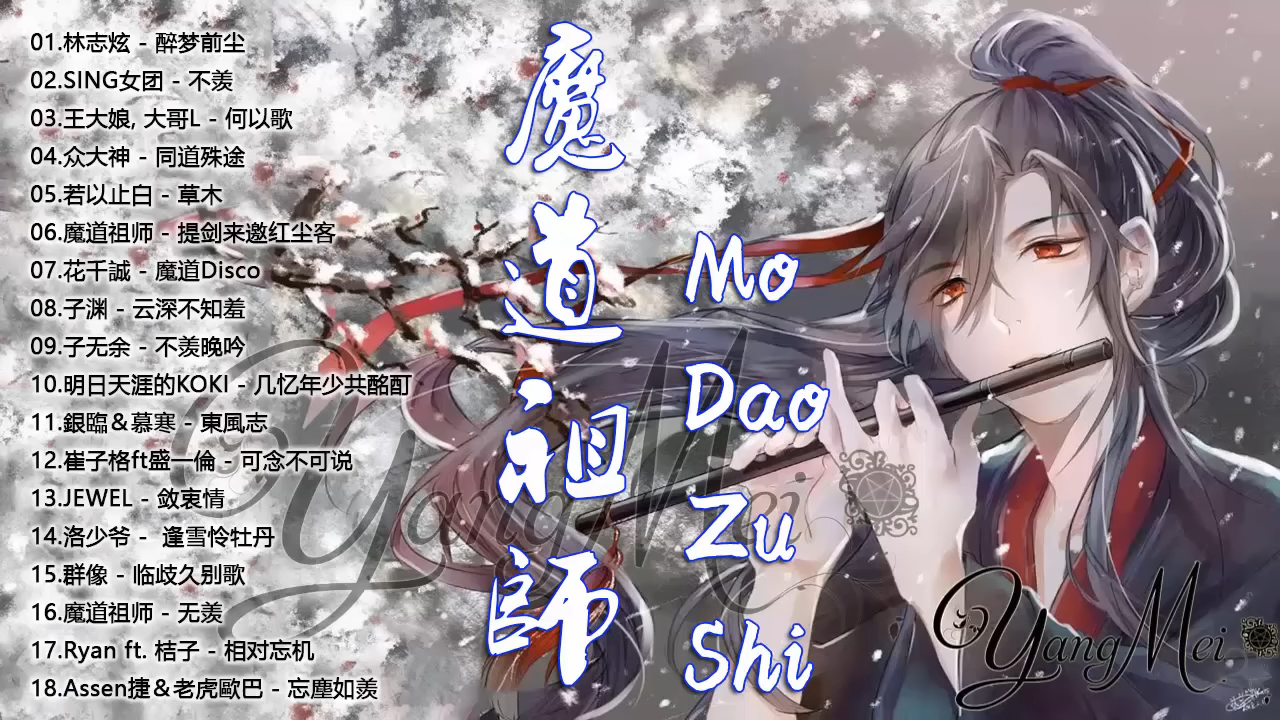 01.林志炫 - 醉梦前尘
02.SING女团 - 不羡
03.王大娘, 大哥L - 何以歌
04.众大神 - 同道殊途
05.若以止白 - 草木
06.魔道祖师 - 提剑来邀红尘客
07.花千誠 - 魔道Disco
08.子渊 - 云深不知羞
09.子无余 - 不羡晚吟
10.明日天涯的KOKI - 几忆年少共酩酊
11.銀臨＆慕寒 - 東風志
12.崔子格ft盛一倫 - 可念不可说
13.JEWEL - 敛衷情
14.洛少爷 - 逢雪怜牡丹
15.群像 - 临歧久别歌
16.魔道祖师 - 无羡
17.Ryan ft. 桔子 - 相对忘机
18.Assen捷＆老虎歐巴 - 忘塵如羨
魔道祖師
Mo
Dao
Zu
Shi
YangMei
YangMei